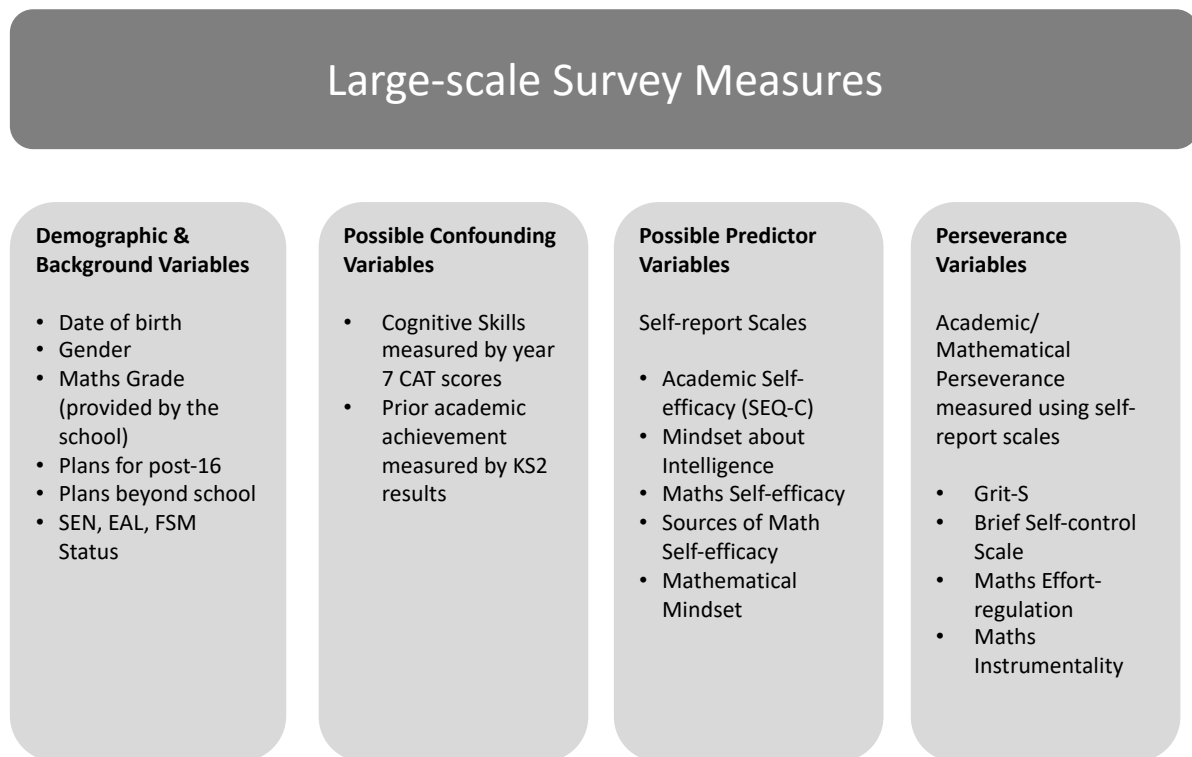 Large-scale Survey Measures
Demographic &
Background Variables
• Date of birth
• Gender
• Maths Grade
(provided by the
school)
• Plans for post-16
• Plans beyond school
• SEN, EAL, FSM
Status
Possible Confounding
Variables
• Cognitive Skills
measured by year
7 CAT scores
• Prior academic
achievement
measured by KS2
results
Possible Predictor
Variables
Self-report Scales
• Academic Self-
efficacy (SEQ-C)
• Mindset about
Intelligence
• Maths Self-efficacy
• Sources of Math
Self-efficacy
• Mathematical
Mindset
Perseverance
Variables
Academic/
Mathematical
Perseverance
measured using self-
report scales
• Grit-S
• Brief Self-control
Scale
• Maths Effort-
regulation
• Maths
Instrumentality